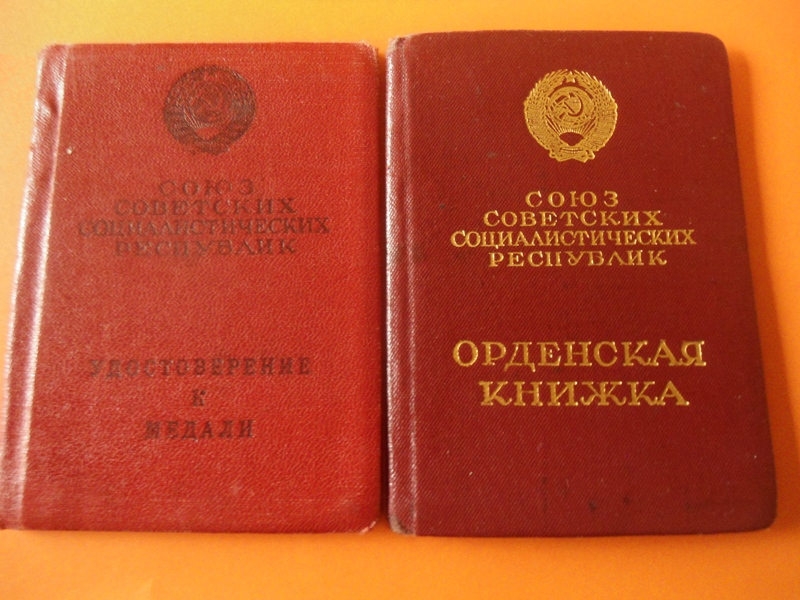 СОЮЗ
СОВЕТСКИХ
СОЦИАЛИСТИЧЕСКИХ
РЕСПУБЛИК
УДОСТОВЕРЕНИЕ
К
МЕДАЛИ
СОЮЗ
СОВЕТСКИХ
СОЦИАЛИСТИЧЕСКИХ
РЕСПУБЛИК
ОРДЕНСКАЯ
КНИЖКА